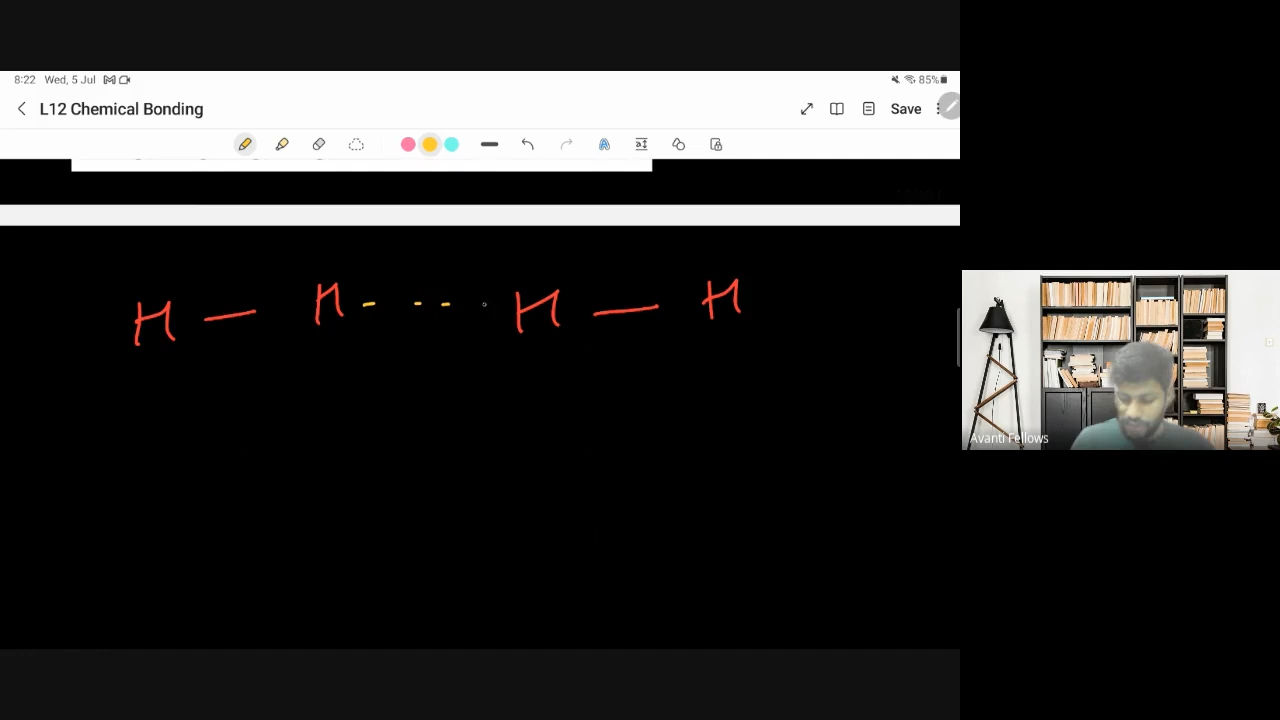 8:22 Wed, 5 Jul 85%
L12 Chemical Bonding Save
H — H - - - H — H
Avanti Fellows